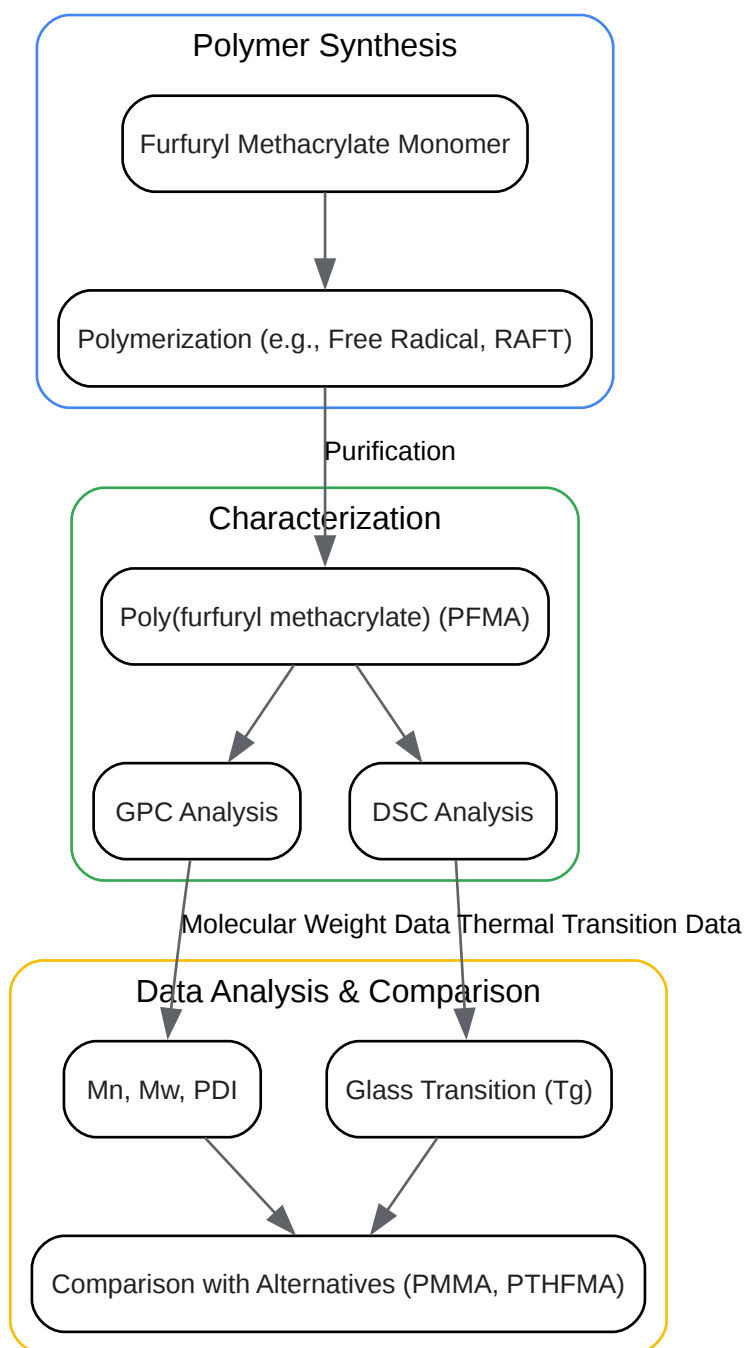 Polymer Synthesis
Furfuryl Methacrylate Monomer
Polymerization (e.g., Free Radical, RAFT)
Purification
Characterization
Poly(furfuryl methacrylate) (PFMA)
GPC Analysis
DSC Analysis
Molecular Weight Data
Thermal Transition Data
Data Analysis & Comparison
Mn, Mw, PDI
Glass Transition (Tg)
Comparison with Alternatives (PMMA, PTHFMA)